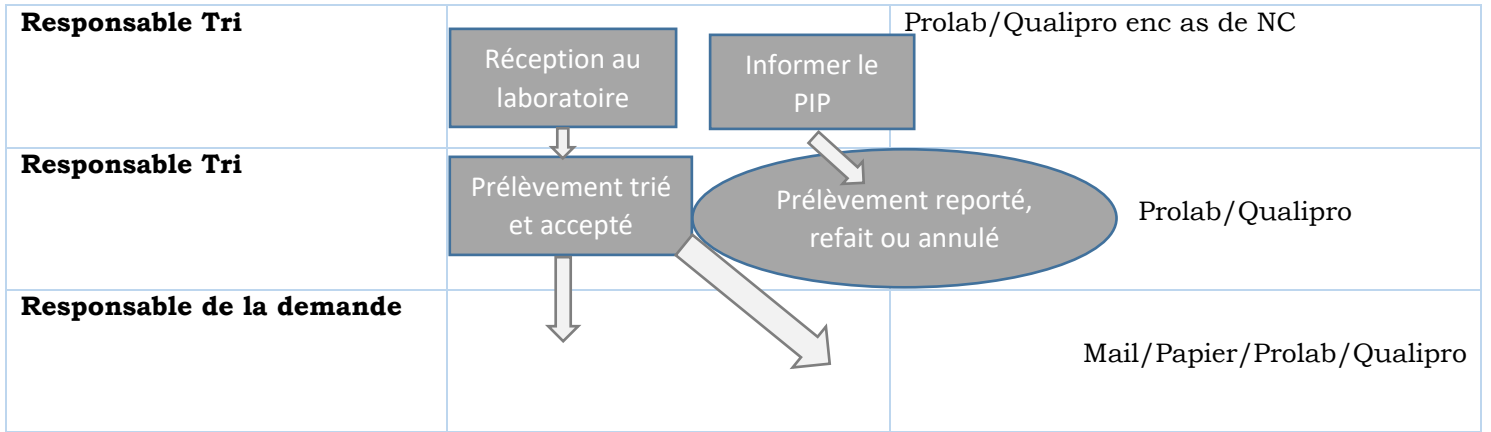 Responsable Tri
Réception au
laboratoire
Informer le
PIP
Prolab/Qualipro enc as de NC
Responsable Tri
Prélèvement trié
et accepté
Prélèvement reporté,
refait ou annulé
Prolab/Qualipro
Responsable de la demande
Mail/Papier/Prolab/Qualipro